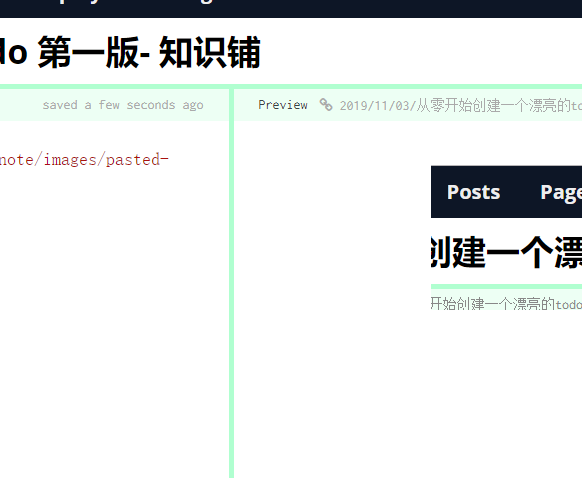 do 第一版- 知识铺
saved a few seconds ago
Preview 2019/11/03/从零开始创建一个漂亮的to
note/images/pasted-
Posts Page
创建一个漂
开始创建一个漂亮的todo